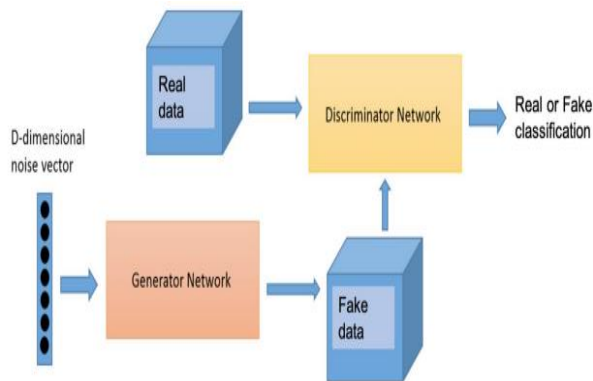 Real
data
Discriminator Network
Real or Fake
classification
D-dimensional
noise vector
Generator Network
Fake
data